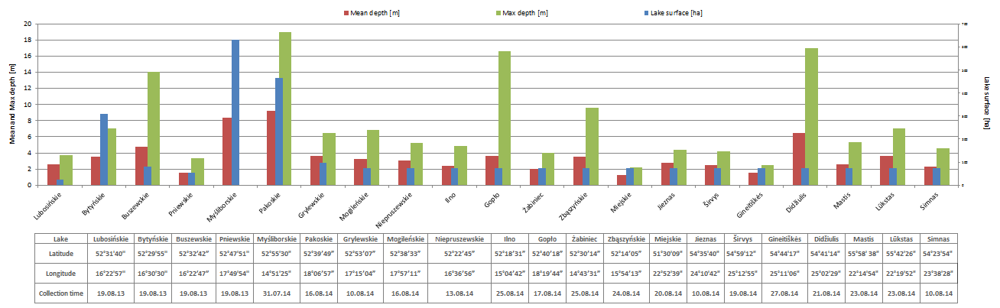 Mean depth [m] Max depth [m] Lake surface [ha]
Mean and Max depth [m]
20
18
16
14
12
10
8
6
4
2
0
700
600
500
400
300
200
100
0
Lake surface [ha]
Lubosińskie Bytyńskie Buszewskie Pniewskie Myśliborskie Pakoskie Grylewskie Mogileńskie Niepruszewskie Ilno Gopło Żabiniec Zbąszyńskie Miejskie Jieznas Širvys Gineitiškės Didžiulis Mastis Lūkstas Simnas
Lake Lubosińskie Bytyńskie Buszewskie Pniewskie Myśliborskie Pakoskie Grylewskie Mogileńskie Niepruszewskie Ilno Gopło Żabiniec Zbąszyńskie Miejskie Jieznas Širvys Gineitiškės Didžiulis Mastis Lūkstas Simnas
Latitude 52°31'40" 52°29'55" 52°32'42" 52°47'51" 52°55'30" 52°39'49" 52°53'07" 52°38'33" 52°22'45" 52°18'31" 52°40'18" 52°30'14" 52°14'05" 51°30'09" 54°35'40" 54°59'12" 54°44'17" 54°41'14" 55°58' 38" 55°42'26" 54°23'54"
Longitude 16°22'57" 16°30'30" 16°22'47" 17°49'54" 14°51'25" 18°06'57" 17°15'04" 17°57'11" 16°36'56" 15°04'42" 18°19'44" 14°43'31" 15°54'13" 22°52'39" 24°10'42" 25°12'55" 25°11'06" 25°02'29" 22°14'54" 22°19'52" 23°38'28"
Collection time 19.08.13 19.08.13 19.08.13 19.08.13 31.07.14 16.08.14 10.08.14 16.08.14 13.08.14 25.08.14 17.08.14 25.08.14 24.08.14 20.08.14 10.08.14 19.08.14 27.08.14 21.08.14 23.08.14 23.08.14 10.08.14